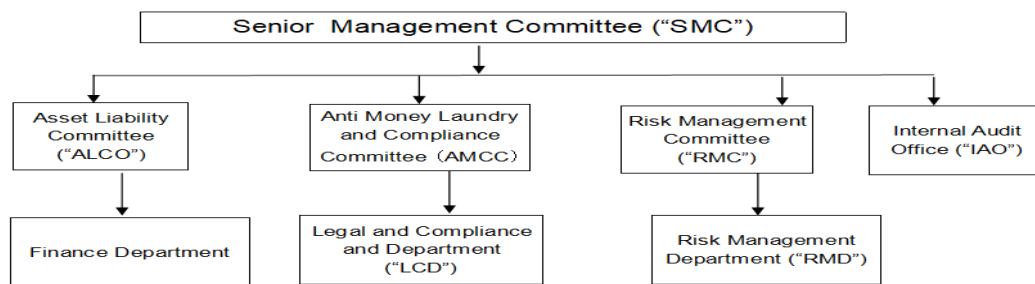 Senior Management Committee (“SMC”)
Asset Liability
Committee
(“ALCO”)
Anti Money Laundry
and Compliance
Committee（AMCC）
Risk Management
Committee
(“RMC”)
Internal Audit
Office (“IAO”)
Finance Department
Legal and Compliance
and Department
(“LCD”)
Risk Management
Department (“RMD”)